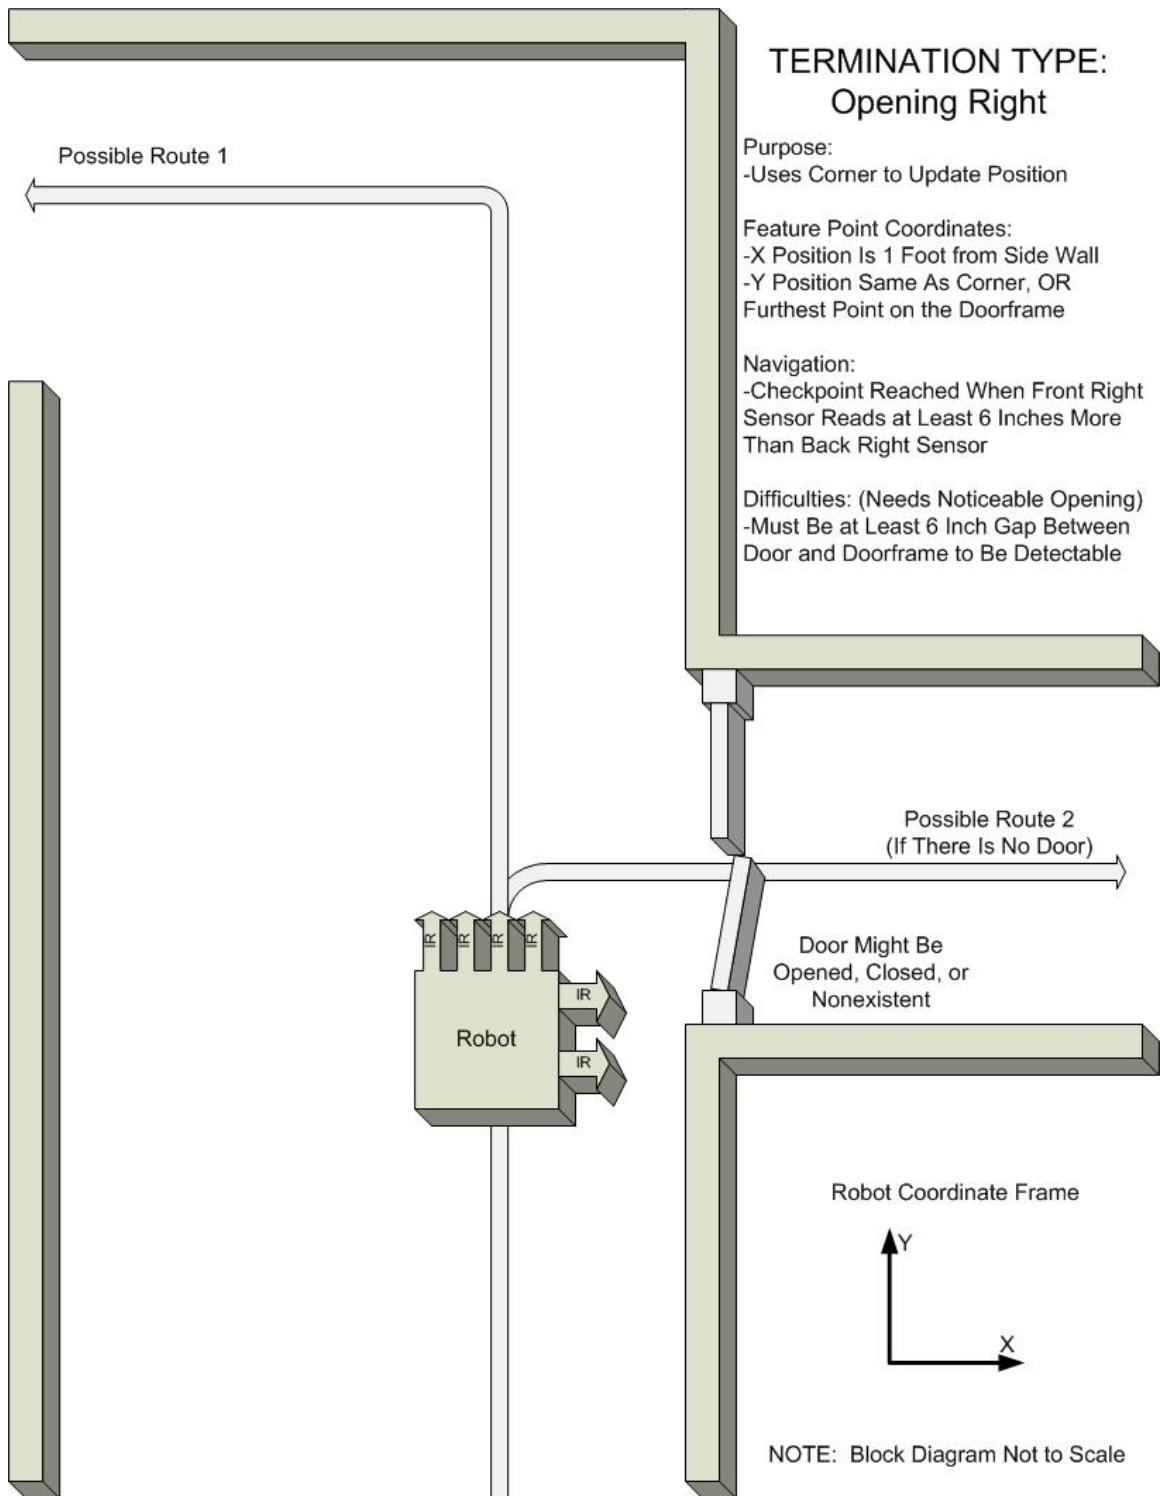 TERMINATION TYPE:
Opening Right
Possible Route 1
Purpose:
-Uses Corner to Update Position
Feature Point Coordinates:
-X Position Is 1 Foot from Side Wall
-Y Position Same As Corner, OR
Furthest Point on the Doorframe
Navigation:
-Checkpoint Reached When Front Right
Sensor Reads at Least 6 Inches More
Than Back Right Sensor
Difficulties: (Needs Noticeable Opening)
-Must Be at Least 6 Inch Gap Between
Door and Doorframe to Be Detectable
Possible Route 2
(If There Is No Door)
IR
IR
IR
IR
Door Might Be
Opened, Closed, or
Nonexistent
IR
Robot
IR
Robot Coordinate Frame
Y
X
NOTE: Block Diagram Not to Scale